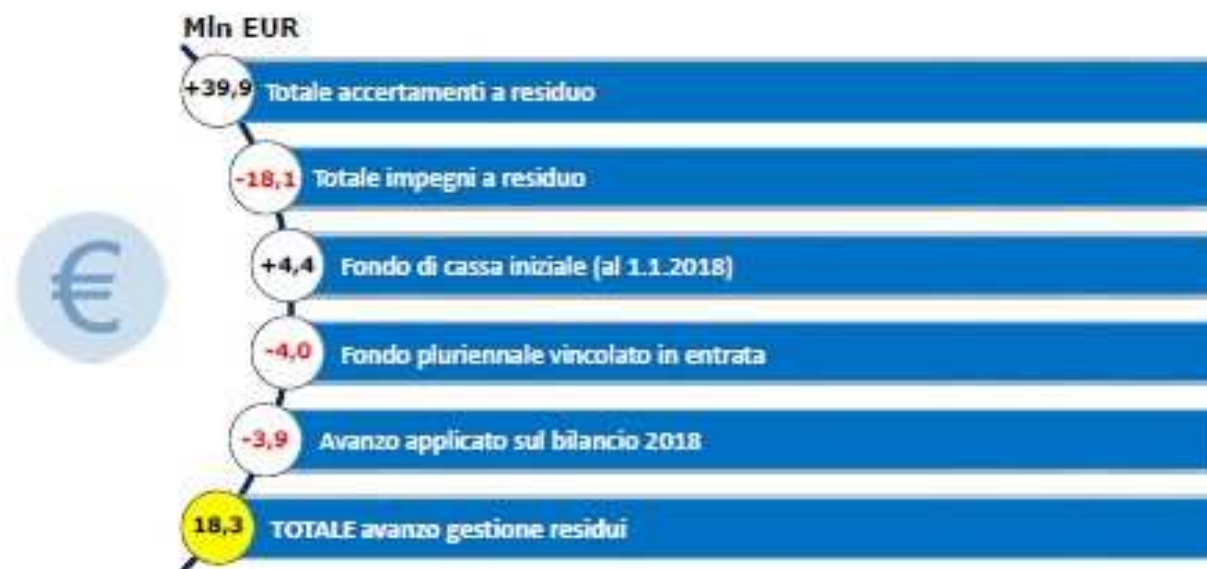 Mln EUR
+39,9 Totale accertamenti a residuo
-18,1 Totale impegni a residuo
€
+4,4 Fondo di cassa iniziale (al 1.1.2018)
-4,0 Fondo pluriennale vincolato in entrata
-3,9 Avanzo applicato sul bilancio 2018
18,3 TOTALE avanzo gestione residui